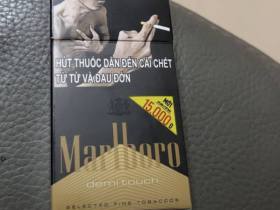 HÚT THUỐC DẪN ĐẾN CÁI CHẾT
TỪ TỪ VÀ ĐAU ĐỚN
15.000đ
Marlboro
demi touch
SELECTED FINE TOBACCOS